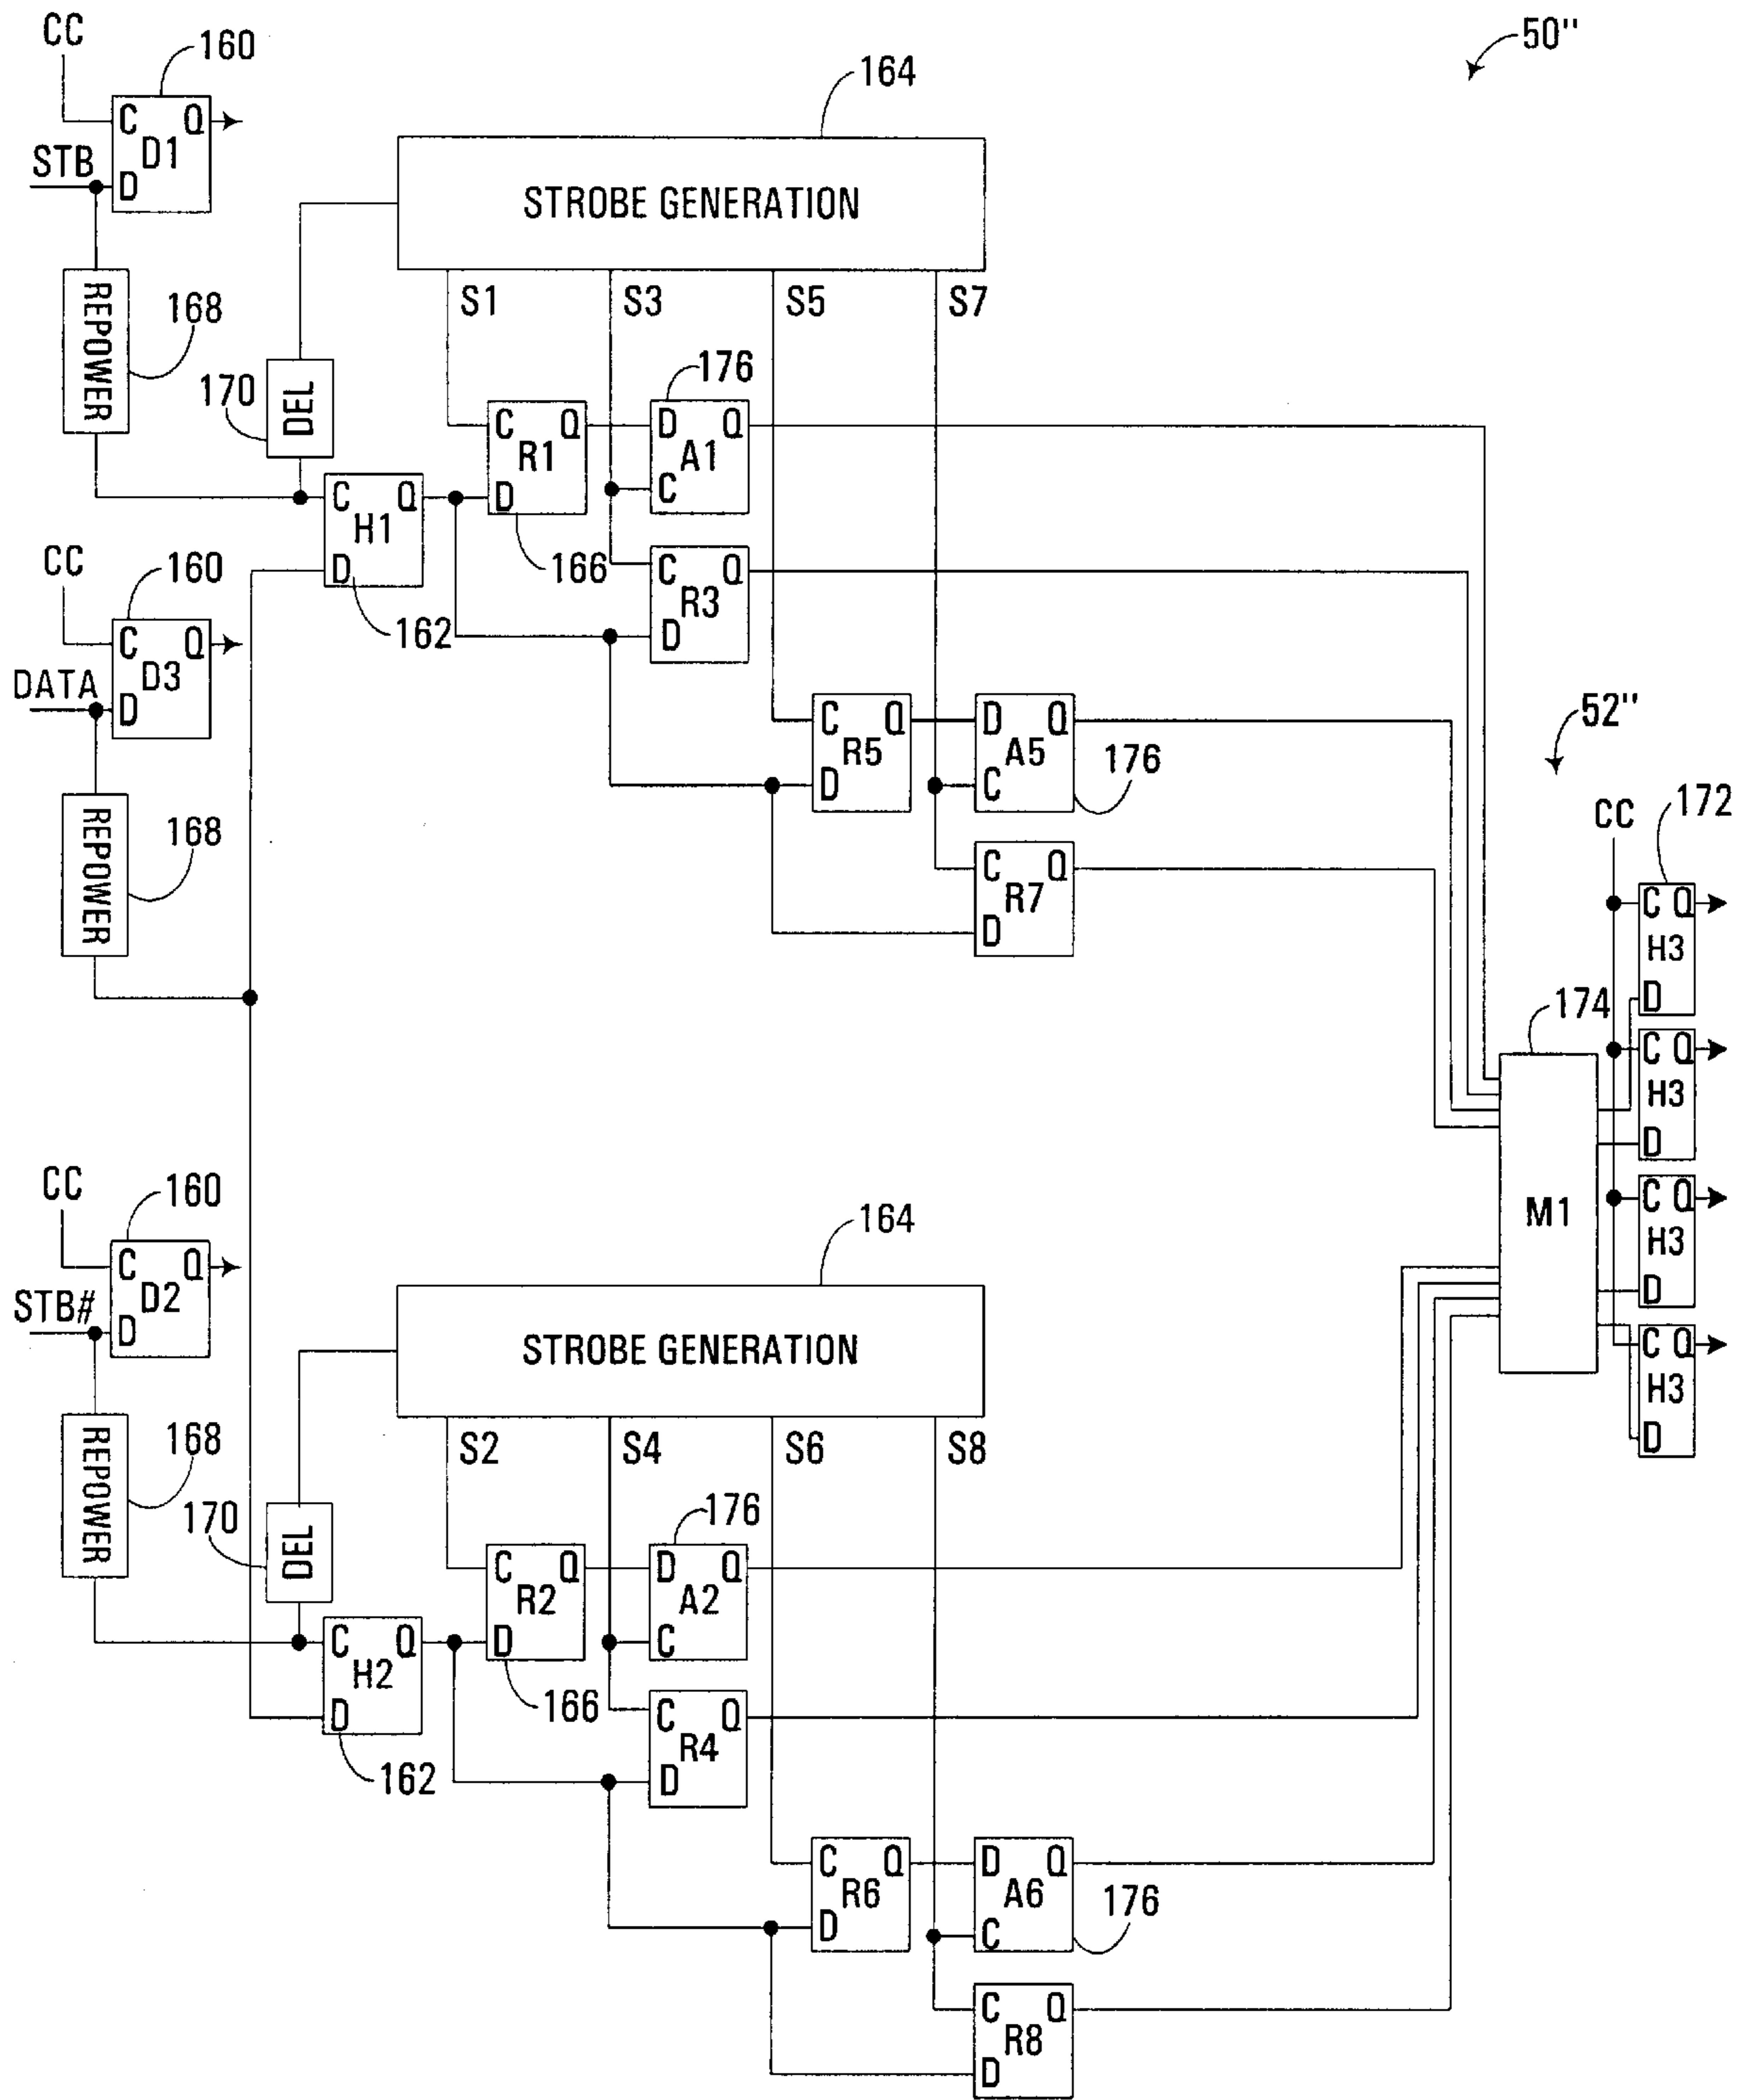 50"
CC
160
C Q
D1
STB
D
164
STROBE GENERATION
REPOWER
168
S1
S3
S5
S7
170
DEL
176
C Q
R1
D
D Q
A1
C
C Q
H1
D
166
162
C Q
R3
D
CC
160
C Q
D3
DATA
D
REPOWER
168
C Q
R5
D
D Q
A5
C
176
C Q
R7
D
52"
CC
172
C Q
H3
D
174
C Q
H3
D
M1
C Q
H3
D
C Q
H3
D
CC
160
C Q
D2
STB#
D
164
STROBE GENERATION
REPOWER
168
S2
S4
S6
S8
170
DEL
176
C Q
R2
D
D Q
A2
C
C Q
H2
D
166
162
C Q
R4
D
C Q
R6
D
D Q
A6
C
176
C Q
R8
D